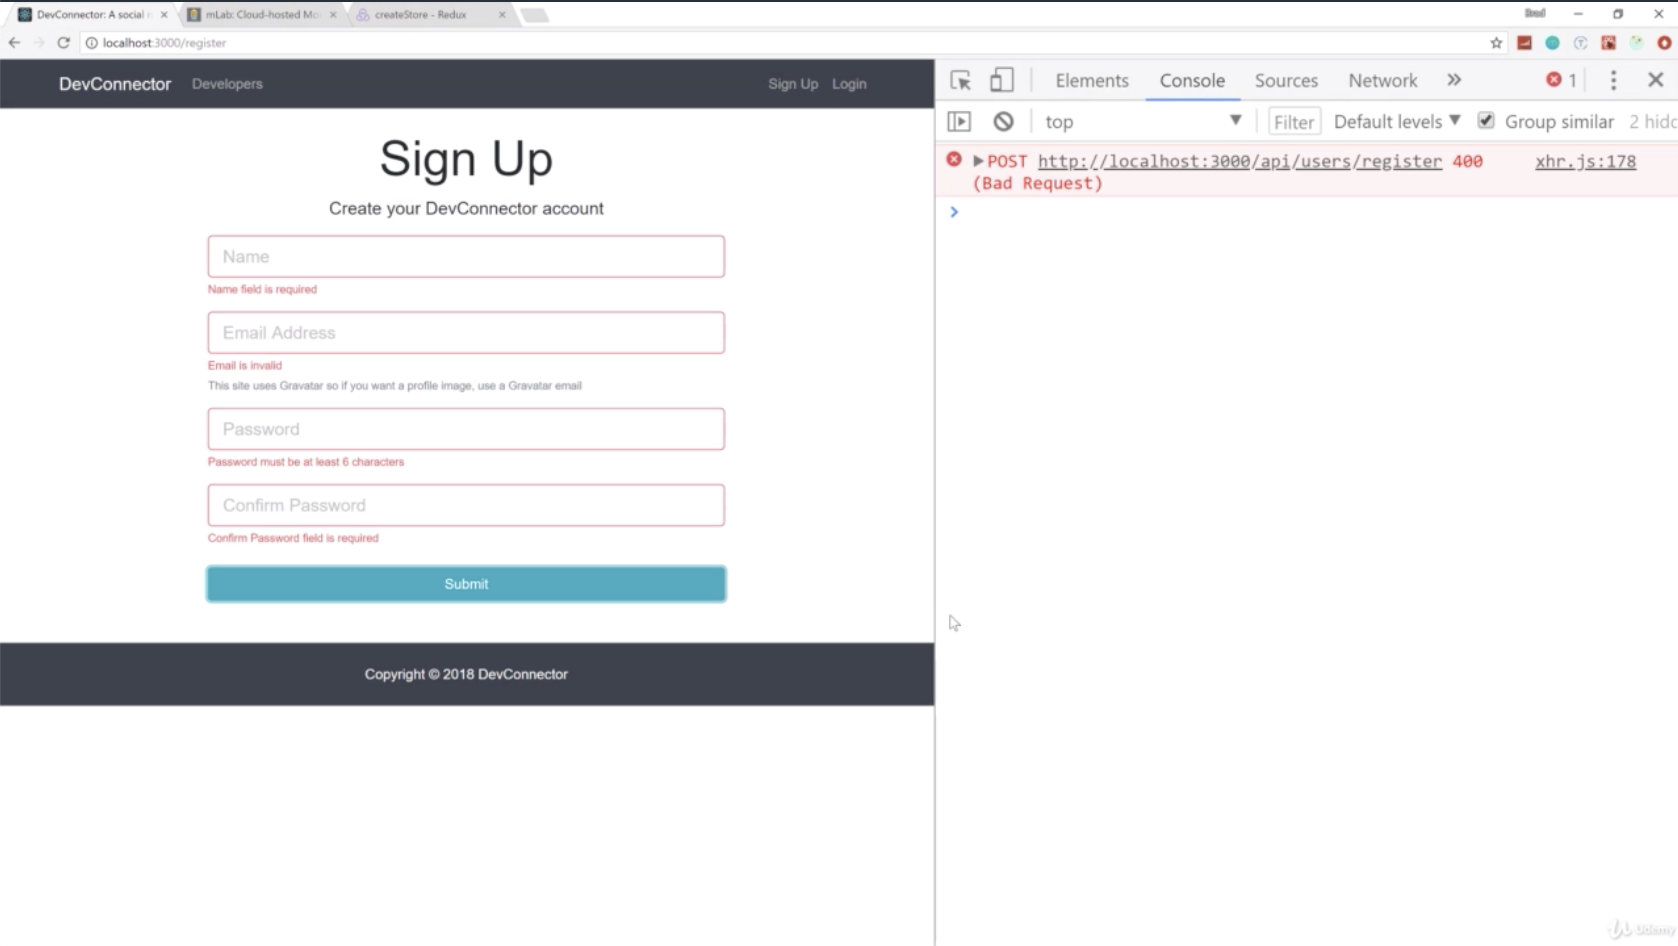 DevConnector: A social
mLab: Cloud-hosted Mo
createStore - Redux
Brad
localhost:3000/register
DevConnector Developers Sign Up Login
Sign Up
Create your DevConnector account
Name
Name field is required
Email Address
Email is invalid
This site uses Gravatar so if you want a profile image, use a Gravatar email
Password
Password must be at least 6 characters
Confirm Password
Confirm Password field is required
Submit
Copyright © 2018 DevConnector
Elements Console Sources Network » 1
top Filter Default levels Group similar 2 hidd
POST http://localhost:3000/api/users/register 400 xhr.js:178
(Bad Request)
Udemy